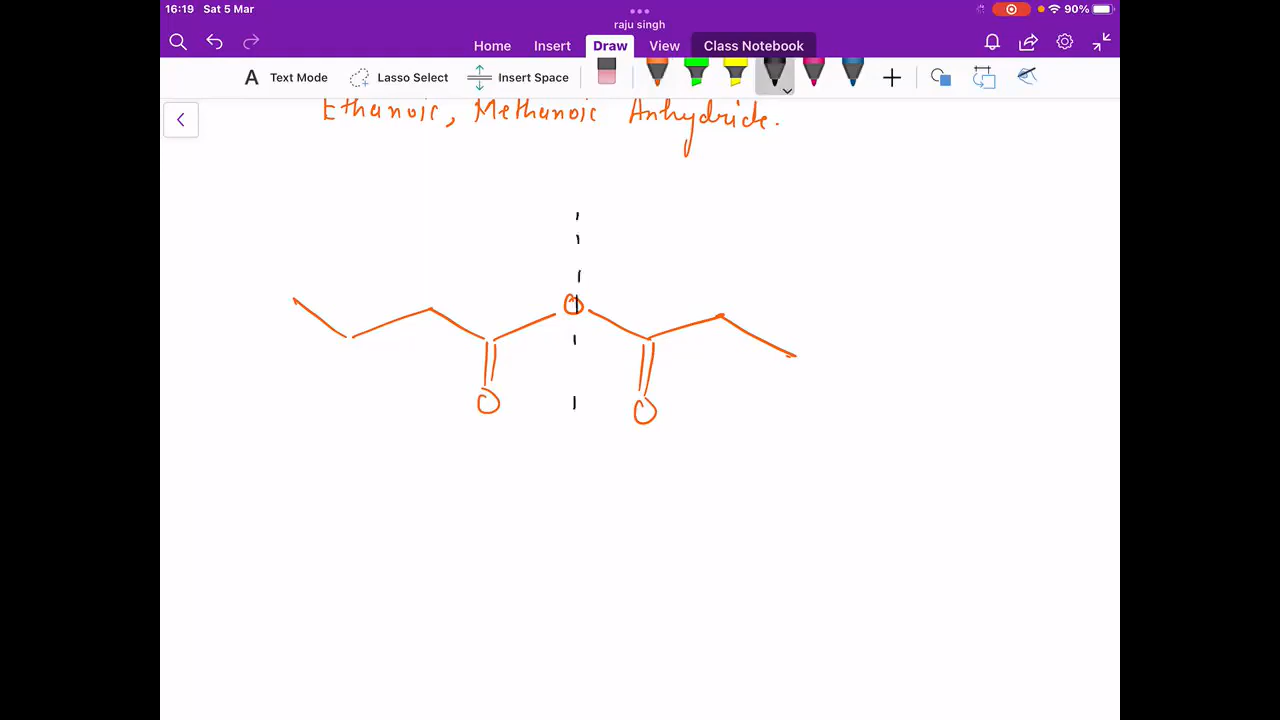 16:19 Sat 5 Mar
90%
raju singh
Home Insert Draw View Class Notebook
A Text Mode Lasso Select Insert Space
Ethanoic, Methanoic Anhydride.
O
O O